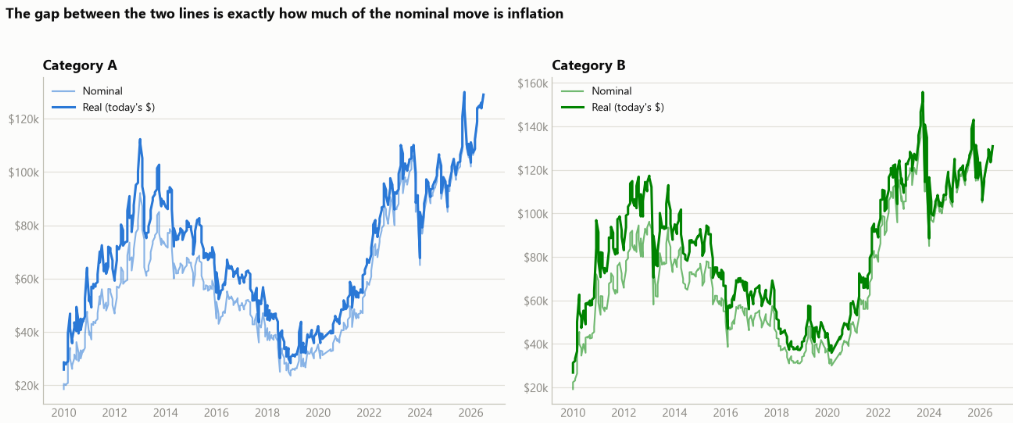 The gap between the two lines is exactly how much of the nominal move is inflation
Category A
Nominal
Real (today's $)
$120k
$100k
$80k
$60k
$40k
$20k
2010 2012 2014 2016 2018 2020 2022 2024 2026
Category B
$160k
Nominal
Real (today's $)
$140k
$120k
$100k
$80k
$60k
$40k
$20k
2010 2012 2014 2016 2018 2020 2022 2024 2026